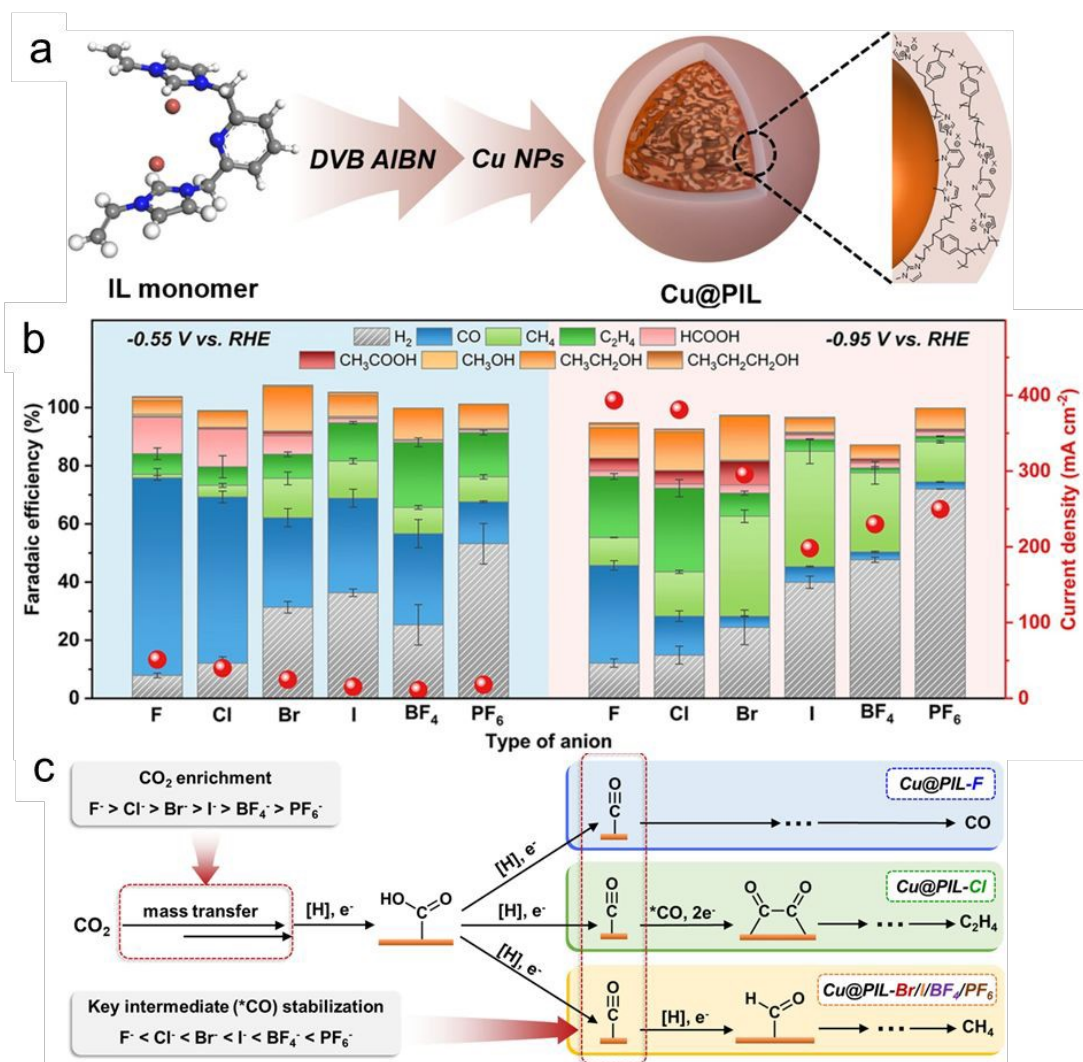 a
DVB AIBN
Cu NPs
IL monomer
Cu@PIL
b
-0.55 V vs. RHE
H₂ CO CH₄ C₂H₄ HCOOH
-0.95 V vs. RHE
CH₃COOH CH₃OH CH₃CH₂OH CH₃CH₂CH₂OH
Faradaic efficiency (%)
100
80
60
40
20
0
400
300
200
100
0
Current density (mA cm⁻²)
F Cl Br I BF₄ PF₆ F Cl Br I BF₄ PF₆
Type of anion
c
CO₂ enrichment
F⁻ > Cl⁻ > Br⁻ > I⁻ > BF₄⁻ > PF₆⁻
CO₂
mass transfer
[H], e⁻
HO O
[H], e⁻
[H], e⁻
[H], e⁻
Key intermediate (*CO) stabilization
F⁻ < Cl⁻ < Br⁻ < I⁻ < BF₄⁻ < PF₆⁻
Cu@PIL-F
O
C
CO
Cu@PIL-Cl
O
C
*CO, 2e⁻
O O
C₂H₄
Cu@PIL-Br/I/BF₄/PF₆
O
C
[H], e⁻
H O
C
CH₄